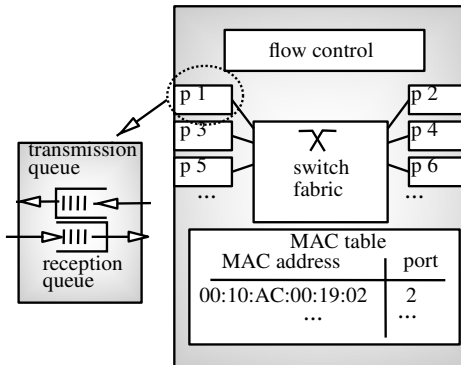 flow control
p 1
p 2
p 3
p 4
p 5
p 6
...
...
switch
fabric
transmission
queue
reception
queue
MAC table
MAC address port
00:10:AC:00:19:02 2
... ...